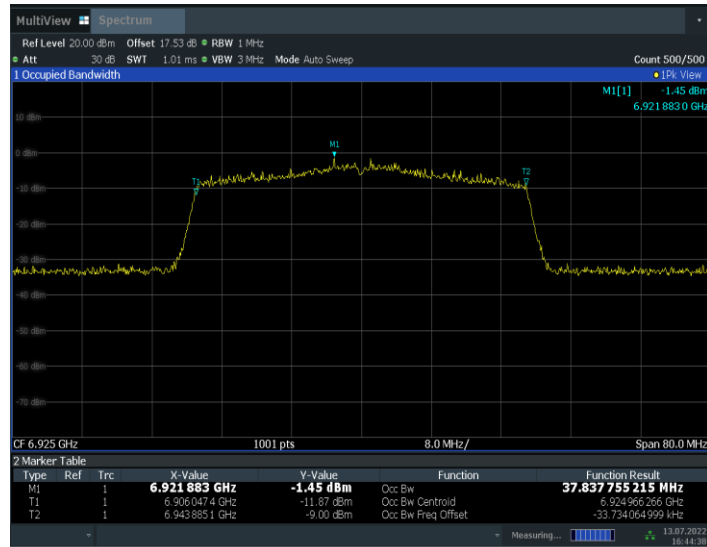 MultiView Spectrum
Ref Level 20.00 dBm Offset 17.53 dB RBW 1 MHz
Att 30 dB SWT 1.01 ms VBW 3 MHz Mode Auto Sweep Count 500/500
1 Occupied Bandwidth 1Pk View
M1[1] -1.45 dBm
6.921 883 0 GHz
10 dBm
M1
0 dBm
T1 T2
-10 dBm
-20 dBm
-30 dBm
-40 dBm
-50 dBm
-60 dBm
-70 dBm
CF 6.925 GHz 1001 pts 8.0 MHz/ Span 80.0 MHz
2 Marker Table
Type Ref Trc X-Value Y-Value Function Function Result
M1 1 6.921 883 GHz -1.45 dBm Occ Bw 37.837 755 215 MHz
T1 1 6.906 047 4 GHz -11.87 dBm Occ Bw Centroid 6.924 966 266 GHz
T2 1 6.943 885 1 GHz -9.00 dBm Occ Bw Freq Offset -33.734 064 999 kHz
Measuring... 13.07.2022
16:44:38